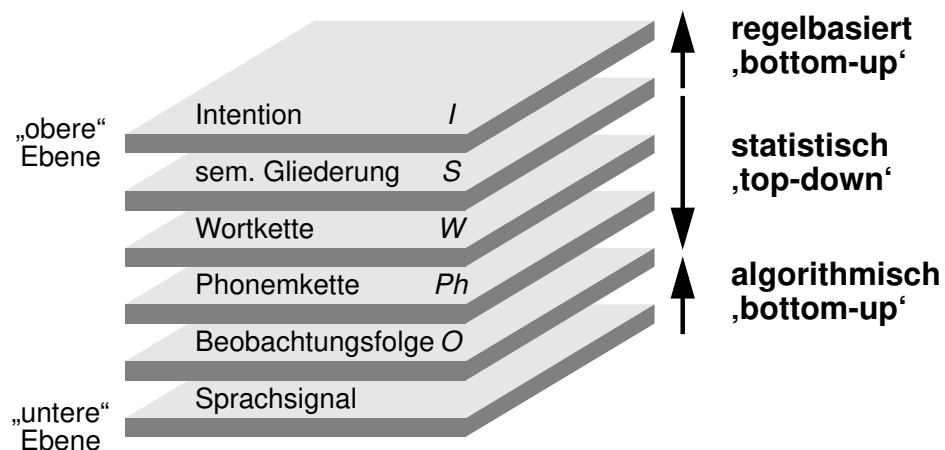 regelbasiert
‚bottom-up‘
Intention I
„obere“
Ebene
sem. Gliederung S
statistisch
‚top-down‘
Wortkette W
Phonemkette Ph
algorithmisch
‚bottom-up‘
Beobachtungsfolge O
Sprachsignal
„untere“
Ebene